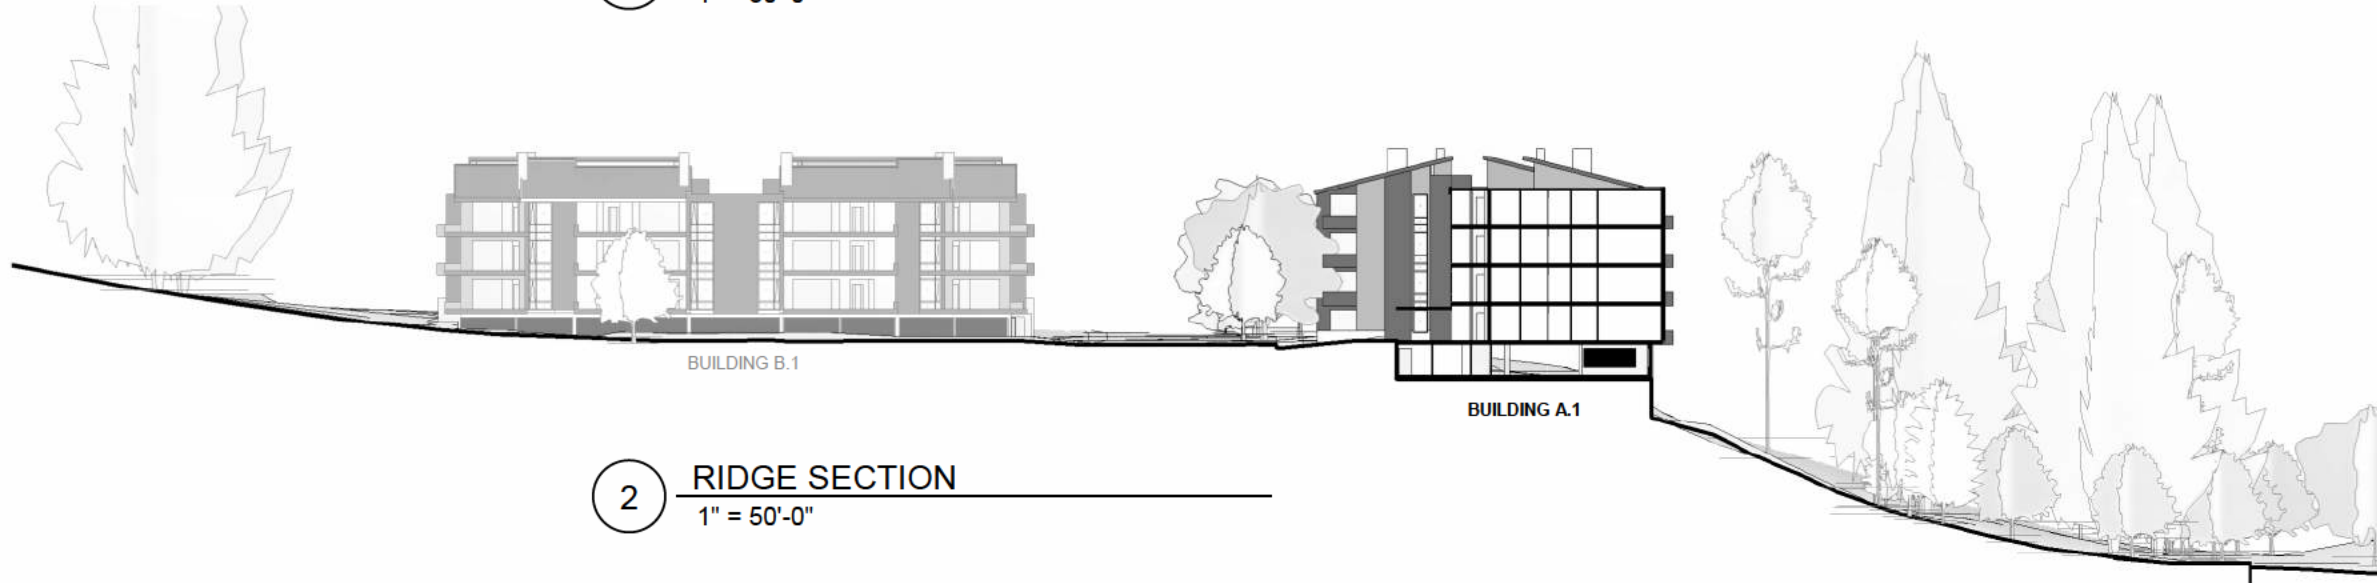 BUILDING B.1
BUILDING A.1
2
RIDGE SECTION
1" = 50'-0"